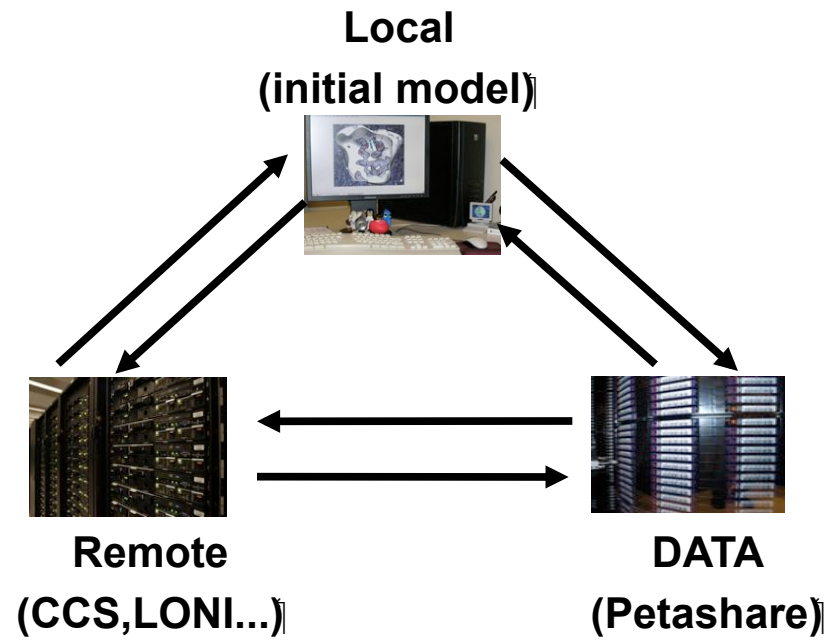 Local
(initial model)
Remote
(CCS,LONI...)
DATA
(Petashare)